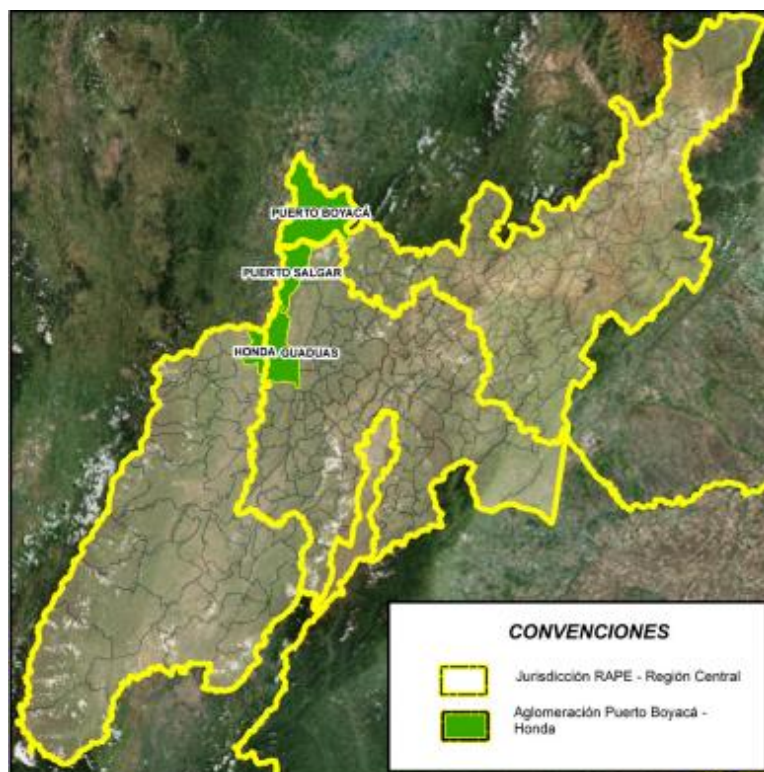 PUERTO BOYACÁ
PUERTO SALGAR
HONDA GUADUAS
CONVENCIONES
Jurisdicción RAPE - Región Central
Aglomeración Puerto Boyacá -
Honda